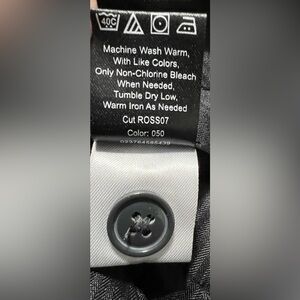 40C
Machine Wash Warm,
With Like Colors,
Only Non-Chlorine Bleach
When Needed,
Tumble Dry Low,
Warm Iron As Needed
Cut ROSS07
Color: 050